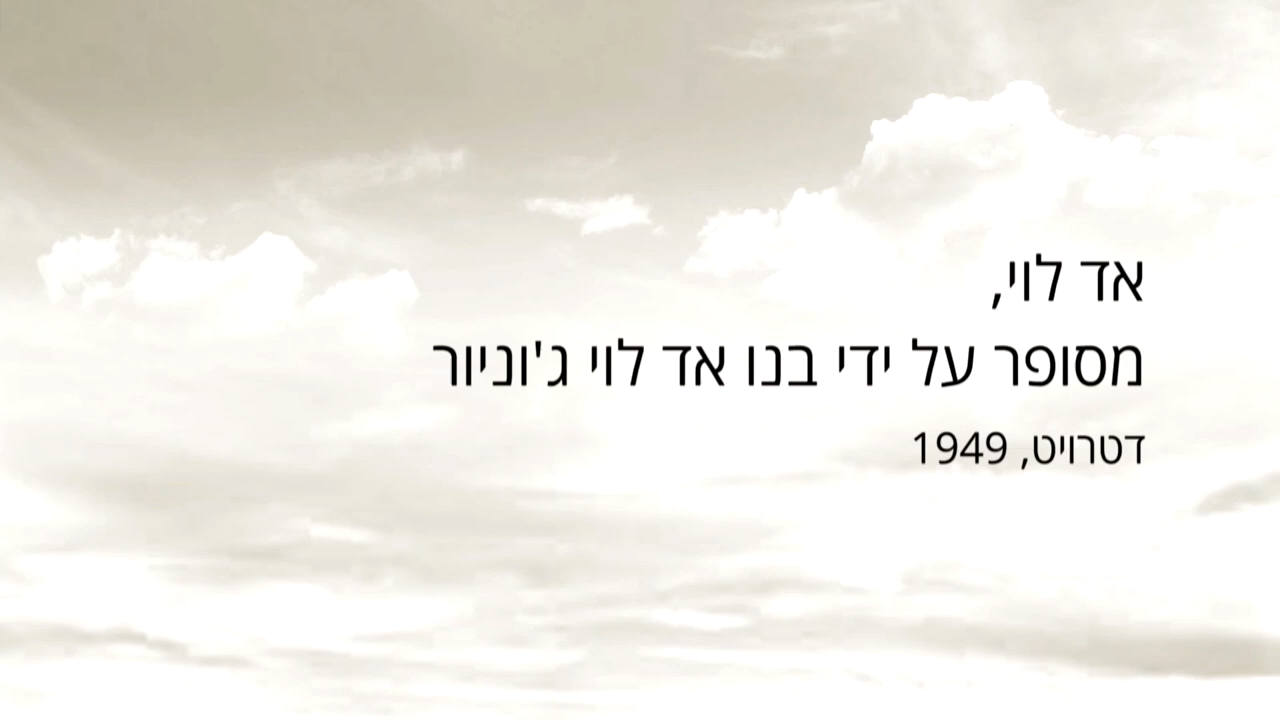 אד לוי,
מסופר על ידי בנו אד לוי ג'וניור
דטרויט, 1949